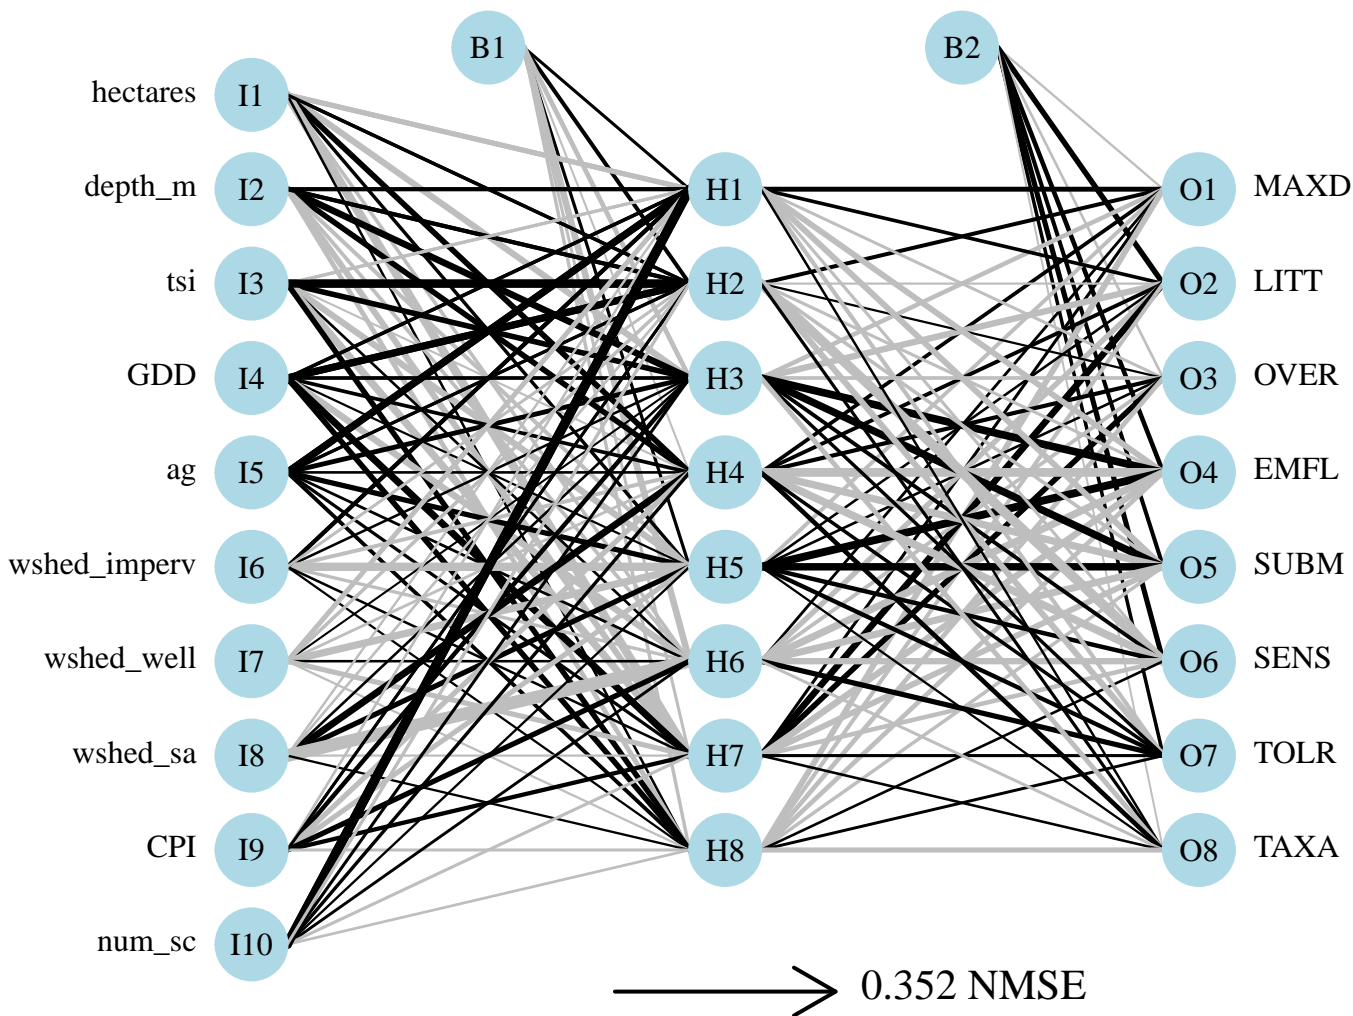 B1 B2
hectares I1
depth_m I2 H1 O1 MAXD
tsi I3 H2 O2 LITT
GDD I4 H3 O3 OVER
ag I5 H4 O4 EMFL
wshed_imperv I6 H5 O5 SUBM
wshed_well I7 H6 O6 SENS
wshed_sa I8 H7 O7 TOLR
CPI I9 H8 O8 TAXA
num_sc I10
0.352 NMSE